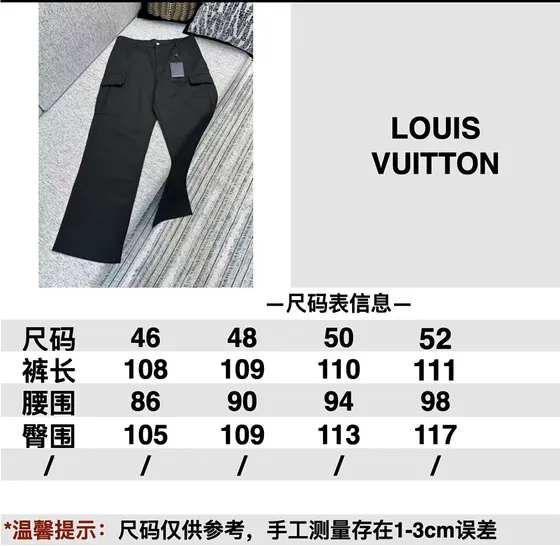 LOUIS
VUITTON
—尺码表信息—
尺码 46 48 50 52
裤长 108 109 110 111
腰围 86 90 94 98
臀围 105 109 113 117
/ / / / /
*温馨提示：尺码仅供参考，手工测量存在1-3cm误差